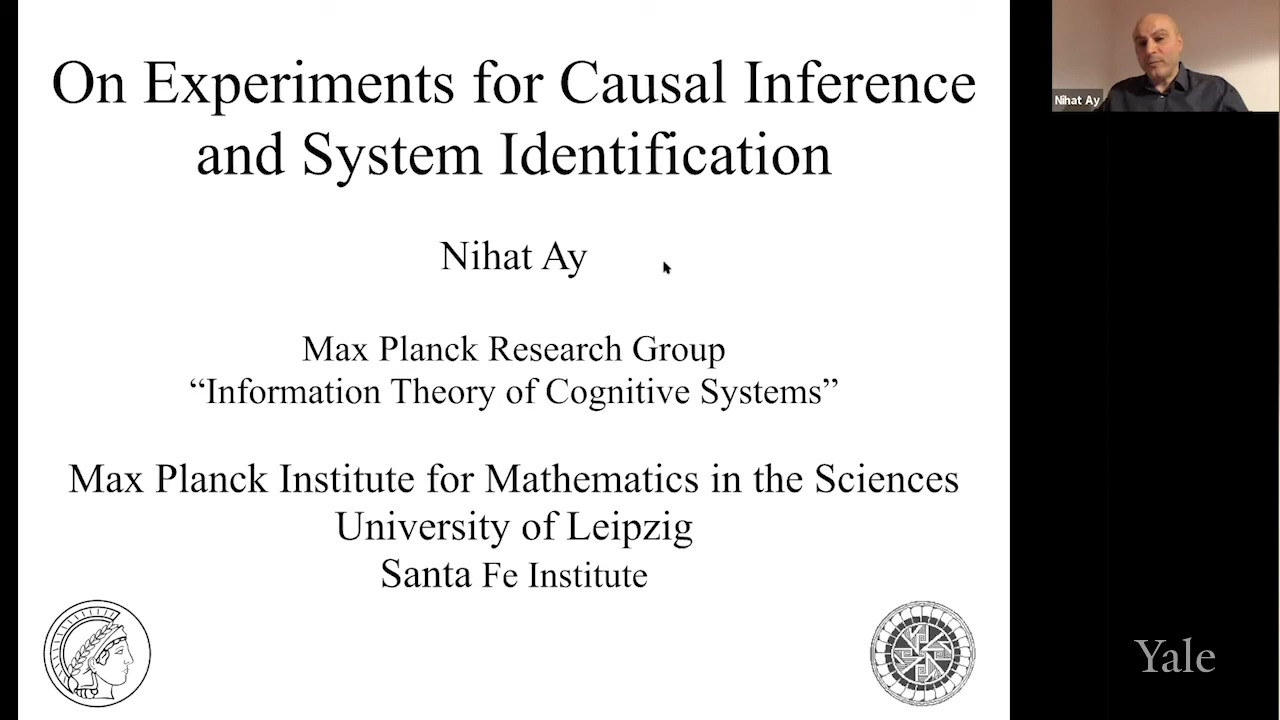 On Experiments for Causal Inference
and System Identification
Nihat Ay
Max Planck Research Group
“Information Theory of Cognitive Systems”
Max Planck Institute for Mathematics in the Sciences
University of Leipzig
Santa Fe Institute
Nihat Ay
Yale